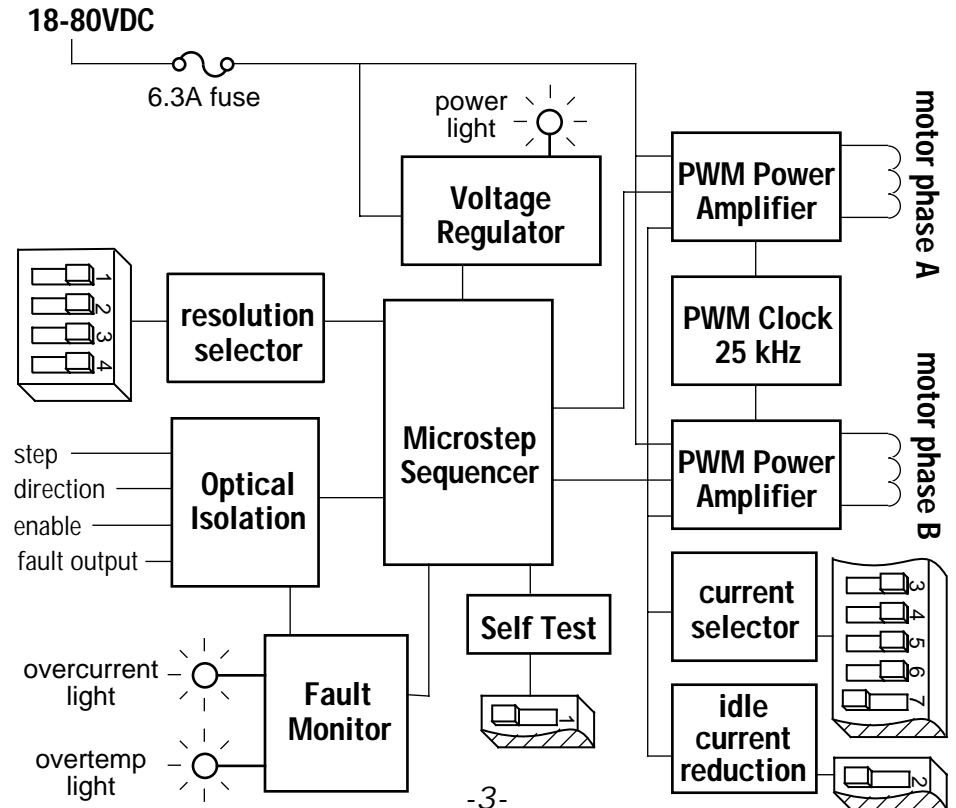 18-80VDC
6.3A fuse
power
light
Voltage
Regulator
PWM Power
Amplifier
motor phase A
1
2
3
4
resolution
selector
PWM Clock
25 kHz
Microstep
Sequencer
step
direction
enable
fault output
Optical
Isolation
PWM Power
Amplifier
motor phase B
current
selector
3
4
5
6
7
Self Test
1
overcurrent
light
overtemp
light
Fault
Monitor
idle
current
reduction
2
-3-